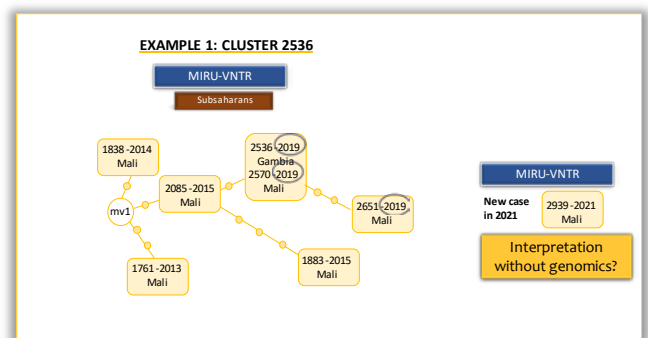 EXAMPLE 1: CLUSTER 2536
MIRU-VNTR
Subsaharans
1838 -2014
Mali
2536 -2019
Gambia
2570 -2019
Mali
2085 -2015
Mali
mv1
2651 -2019
Mali
1883 -2015
Mali
1761 -2013
Mali
MIRU-VNTR
New case
in 2021
2939 -2021
Mali
Interpretation
without genomics?